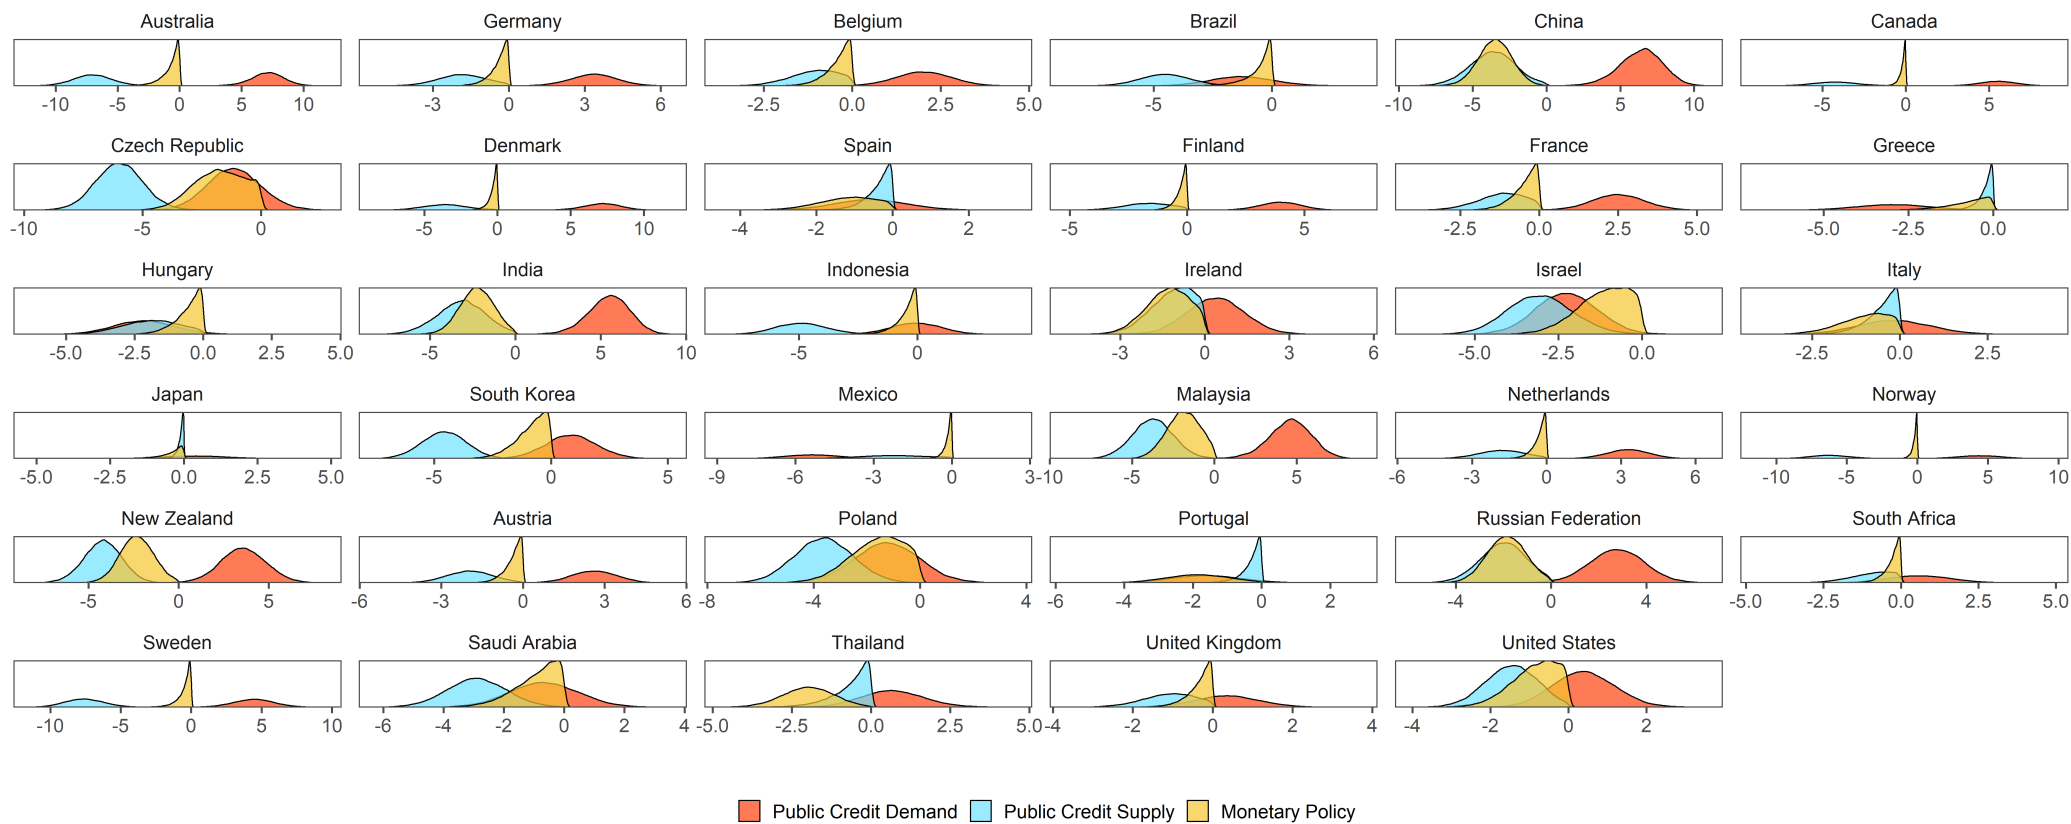 Australia Germany Belgium Brazil China Canada
-10 -5 0 5 10 -3 0 3 6 -2.5 0.0 2.5 5.0 -5 0 -10 -5 0 5 10 -5 0 5
Czech Republic Denmark Spain Finland France Greece
-10 -5 0 -5 0 5 10 -4 -2 0 2 -5 0 5 -2.5 0.0 2.5 5.0 -5.0 -2.5 0.0
Hungary India Indonesia Ireland Israel Italy
-5.0 -2.5 0.0 2.5 5.0 -5 0 5 10 -5 0 -3 0 3 6 -5.0 -2.5 0.0 -2.5 0.0 2.5
Japan South Korea Mexico Malaysia Netherlands Norway
-5.0 -2.5 0.0 2.5 5.0 -5 0 5 -9 -6 -3 0 3 -10 -5 0 5 -6 -3 0 3 6 -10 -5 0 5 10
New Zealand Austria Poland Portugal Russian Federation South Africa
-5 0 5 -6 -3 0 3 6 -8 -4 0 4 -6 -4 -2 0 2 -4 0 4 -5.0 -2.5 0.0 2.5 5.0
Sweden Saudi Arabia Thailand United Kingdom United States
-10 -5 0 5 10 -6 -4 -2 0 2 4 -5.0 -2.5 0.0 2.5 5.0 -4 -2 0 2 4 -4 -2 0 2
Public Credit Demand Public Credit Supply Monetary Policy